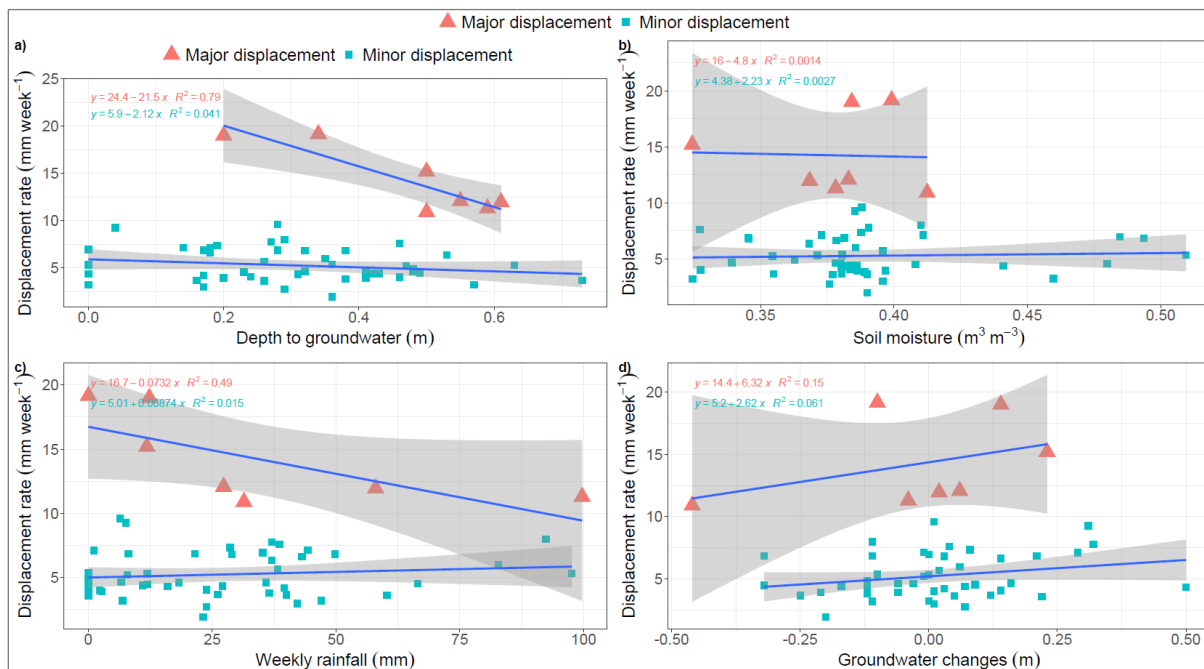 Major displacement Minor displacement
a)
Major displacement Minor displacement
y = 24.4 − 21.5 x R² = 0.79
y = 5.9 − 2.12 x R² = 0.041
Displacement rate (mm week⁻¹)
25
20
15
10
5
0.0 0.2 0.4 0.6
Depth to groundwater (m)
b)
y = 16 − 4.8 x R² = 0.0014
y = 4.38 + 2.23 x R² = 0.0027
Displacement rate (mm week⁻¹)
20
15
10
5
0
0.35 0.40 0.45 0.50
Soil moisture (m³ m⁻³)
c)
y = 16.7 − 0.0732 x R² = 0.49
y = 5.01 + 0.00874 x R² = 0.015
Displacement rate (mm week⁻¹)
20
15
10
5
0 25 50 75 100
Weekly rainfall (mm)
d)
y = 14.4 + 6.32 x R² = 0.15
y = 5.2 + 2.62 x R² = 0.061
Displacement rate (mm week⁻¹)
20
15
10
5
-0.50 -0.25 0.00 0.25 0.50
Groundwater changes (m)